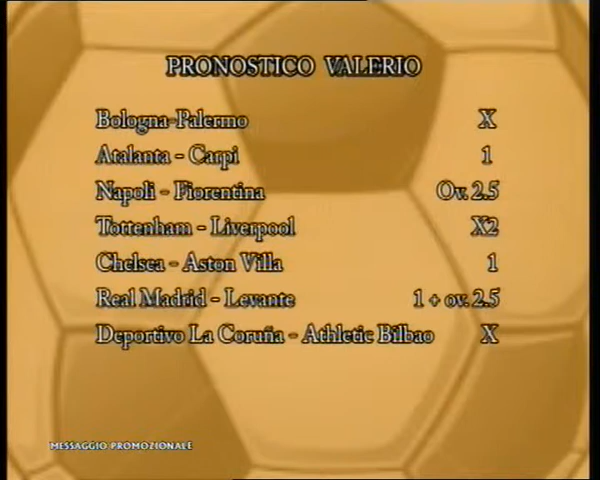 PRONOSTICO VALERIO
Bologna-Palermo X
Atalanta - Carpi 1
Napoli - Fiorentina Ov. 2.5
Tottenham - Liverpool X2
Chelsea - Aston Villa 1
Real Madrid - Levante 1 + ov. 2.5
Deportivo La Coruña - Athletic Bilbao X
MESSAGGIO PROMOZIONALE